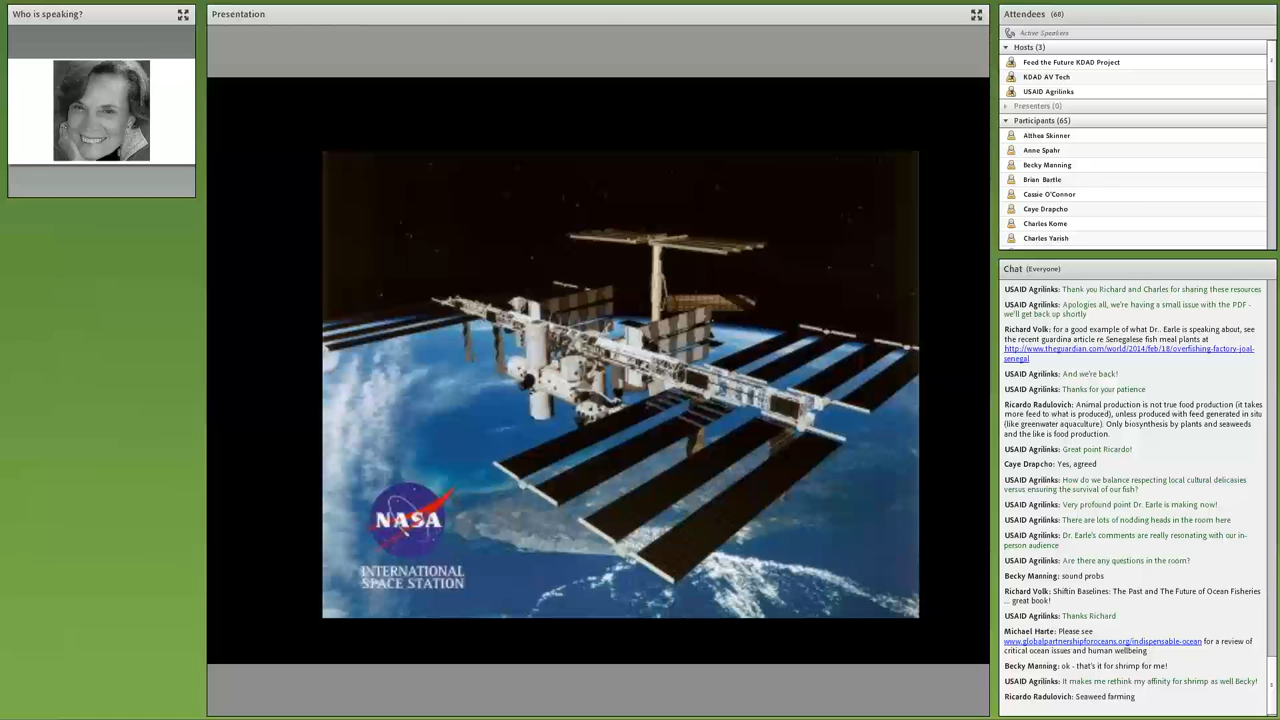 Who is speaking?
Presentation
NASA
INTERNATIONAL
SPACE STATION
Attendees (68)
Active Speakers
Hosts (3)
Feed the Future KDAD Project
KDAD AV Tech
USAID Agrilinks
Presenters (0)
Participants (65)
Althea Skinner
Anne Spahr
Becky Manning
Brian Bartle
Cassie O'Connor
Caye Drapcho
Charles Kome
Charles Yarish
Chat (Everyone)
USAID Agrilinks: Thank you Richard and Charles for sharing these resources
USAID Agrilinks: Apologies all, we're having a small issue with the PDF -
we'll get back up shortly
Richard Volk: for a good example of what Dr.. Earle is speaking about, see
the recent guardina article re Senegalese fish meal plants at
http://www.theguardian.com/world/2014/feb/18/overfishing-factory-joal-
senegal
USAID Agrilinks: And we're back!
USAID Agrilinks: Thanks for your patience
Ricardo Radulovich: Animal production is not true food production (it takes
more feed to what is produced), unless produced with feed generated in situ
(like greenwater aquaculture). Only biosynthesis by plants and seaweeds
and the like is food production.
USAID Agrilinks: Great point Ricardo!
Caye Drapcho: Yes, agreed
USAID Agrilinks: How do we balance respecting local cultural delicasies
versus ensuring the survival of our fish?
USAID Agrilinks: Very profound point Dr. Earle is making now!
USAID Agrilinks: There are lots of nodding heads in the room here
USAID Agrilinks: Dr. Earle's comments are really resonating with our in-
person audience
USAID Agrilinks: Are there any questions in the room?
Becky Manning: sound probs
Richard Volk: Shiftin Baselines: The Past and The Future of Ocean Fisheries
... great book!
USAID Agrilinks: Thanks Richard
Michael Harte: Please see
www.globalpartnershipforoceans.org/indispensable-ocean for a review of
critical ocean issues and human wellbeing
Becky Manning: ok - that's it for shrimp for me!
USAID Agrilinks: It makes me rethink my affinity for shrimp as well Becky!
Ricardo Radulovich: Seaweed farming